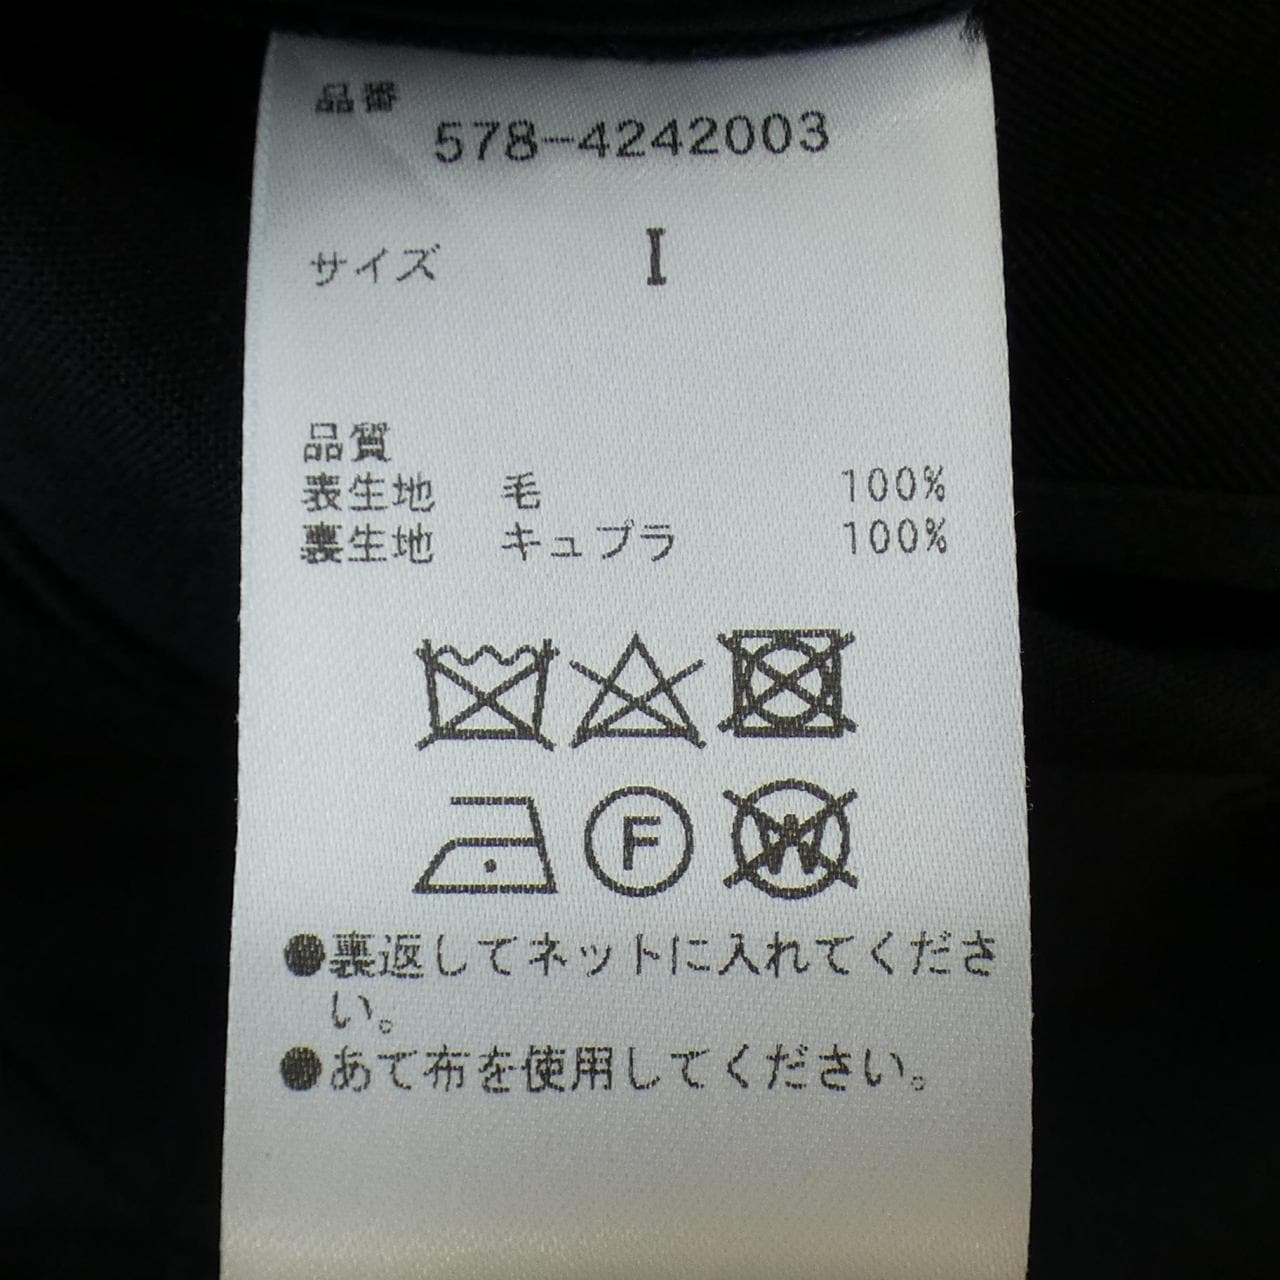 品番
578-4242003
サイズ I
品質
表生地 毛 100%
裏生地 キュプラ 100%
F
W
●裏返してネットに入れてくださ
い。
●あて布を使用してください。